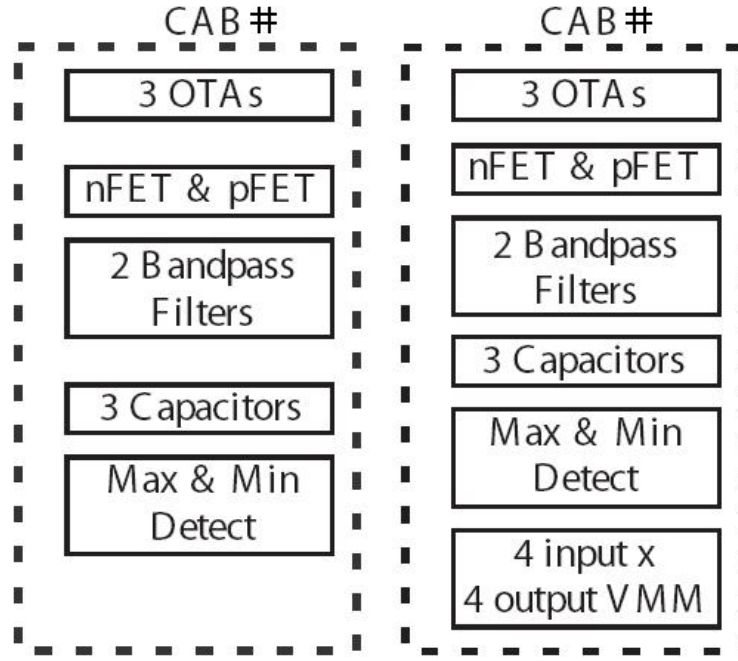 CAB #
3 OTAs
nFET & pFET
2 Bandpass
Filters
3 Capacitors
Max & Min
Detect
CAB #
3 OTAs
nFET & pFET
2 Bandpass
Filters
3 Capacitors
Max & Min
Detect
4 input x
4 output VMM